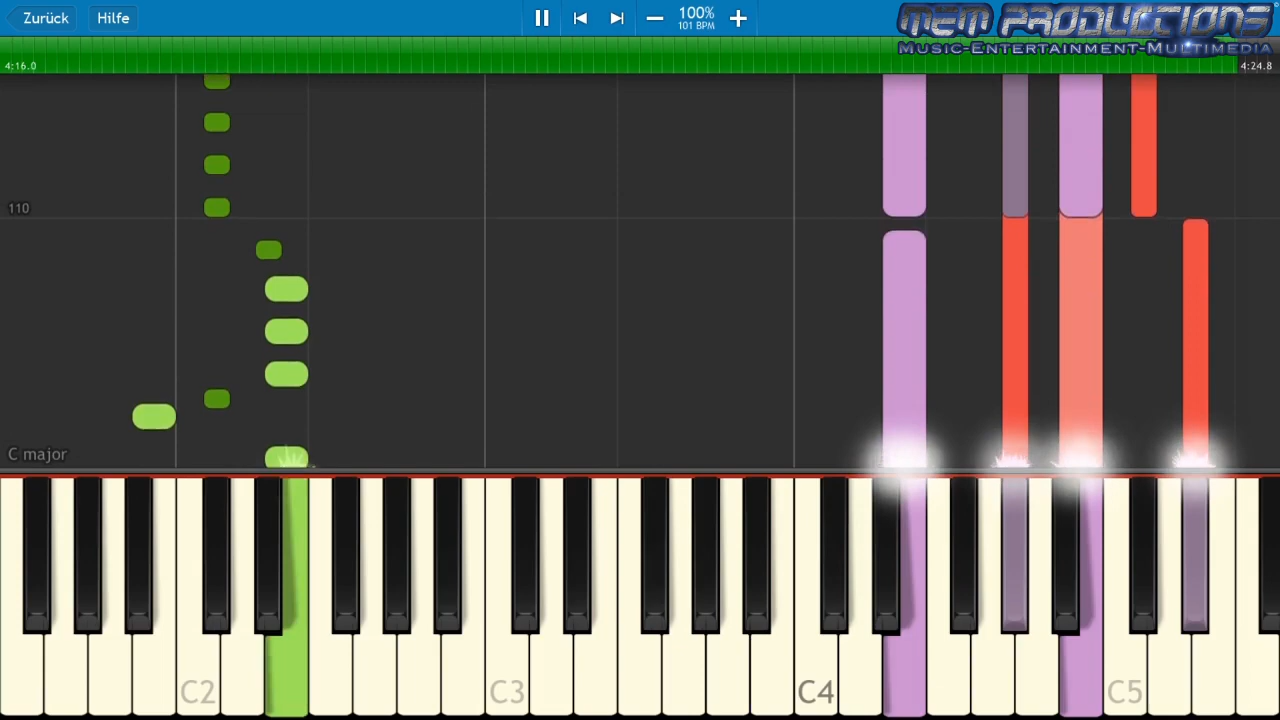 Zurück
Hilfe
100%
101 BPM
MEM PRODUCTIONS
MUSIC-ENTERTAINMENT-MULTIMEDIA
4:16.0
4:24.8
110
C major
C2
C3
C4
C5